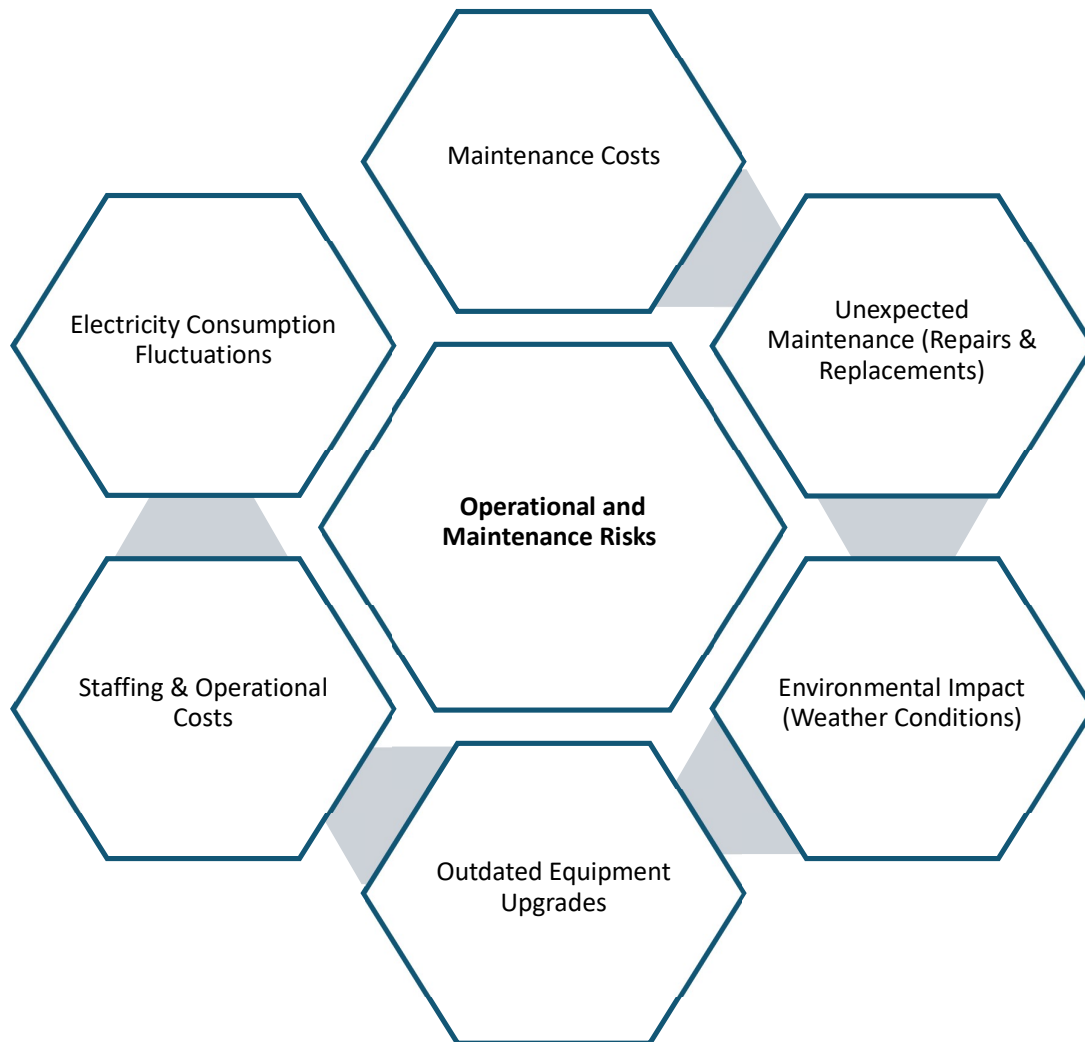 Maintenance Costs
Unexpected
Maintenance (Repairs &
Replacements)
Environmental Impact
(Weather Conditions)
Outdated Equipment
Upgrades
Staffing & Operational
Costs
Electricity Consumption
Fluctuations
Operational and
Maintenance Risks